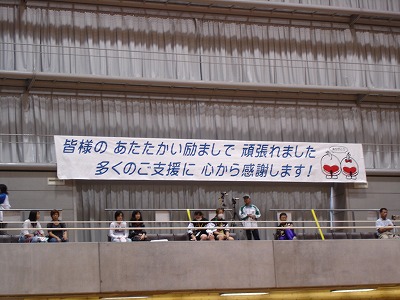 皆様の あたたかい励ましで 頑張れました
多くのご支援に 心から感謝します!